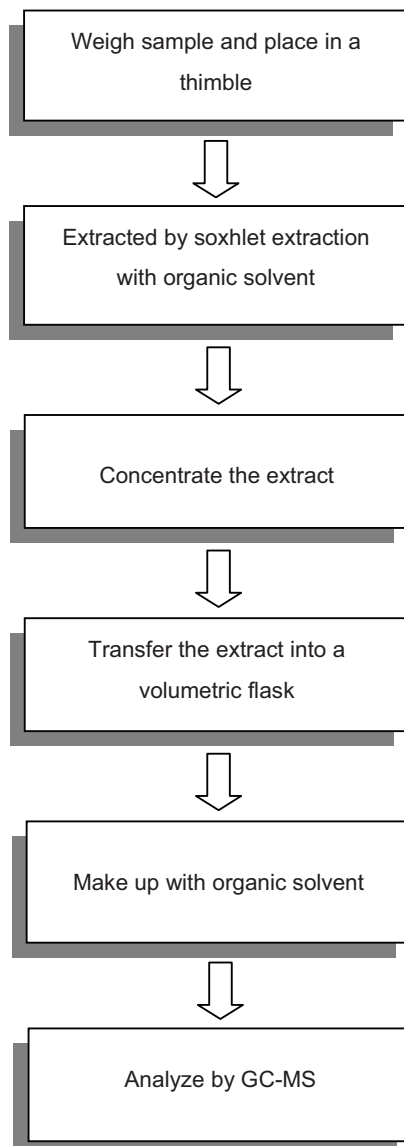 Weigh sample and place in a
thimble
Extracted by soxhlet extraction
with organic solvent
Concentrate the extract
Transfer the extract into a
volumetric flask
Make up with organic solvent
Analyze by GC-MS